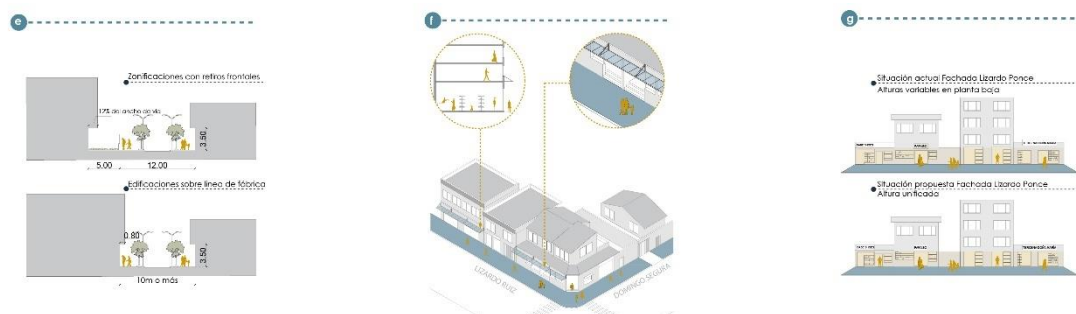 e
Zonificaciones con retiros frontales
17% del ancho de vía
3.50
5.00
12.00
Edificaciones sobre línea de fábrica
0.80
3.50
10m o más
f
LIZARDO RUIZ
DOMINGO SEGURA
g
Situación actual Fachada Lizardo Ponce
Alturas variables en planta baja
Situación propuesta Fachada Lizardo Ponce
Altura unificada